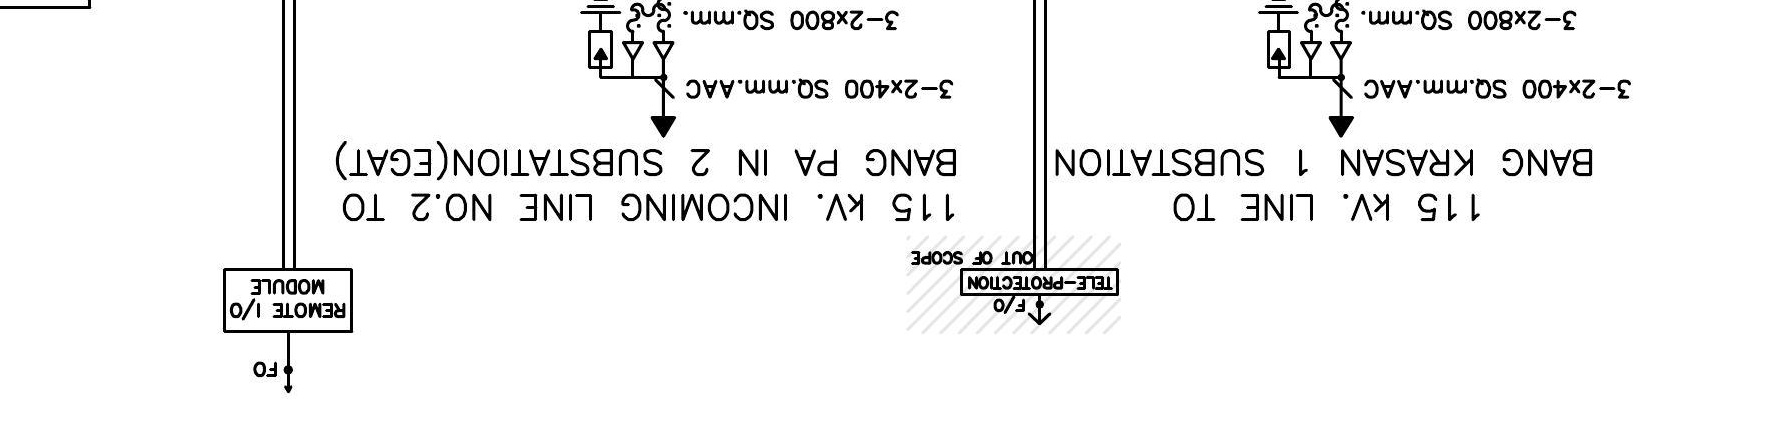 FO
REMOTE I/O
MODULE
F/O
TELE-PROTECTION
OUT OF SCOPE
115 kV. LINE TO
BANG KRASAN 1 SUBSTATION
3-2x400 SQ.mm.AAC
3-2x800 SQ.mm.
115 kV. INCOMING LINE NO.2 TO
BANG PA IN 2 SUBSTATION(EGAT)
3-2x400 SQ.mm.AAC
3-2x800 SQ.mm.